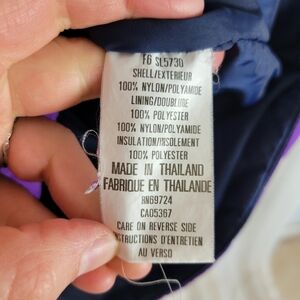 F6 SL5730
SHELL/EXTERIEUR
100% NYLON/POLYAMIDE
LINING/DOUBLURE
100% POLYESTER
100% NYLON/POLYAMIDE
INSULATION/INSOLEMENT
100% POLYESTER
MADE IN THAILAND
FABRIQUE EN THAILANDE
RN69724
CA05367
CARE ON REVERSE SIDE
INSTRUCTIONS D'ENTRETIEN
AU VERSO